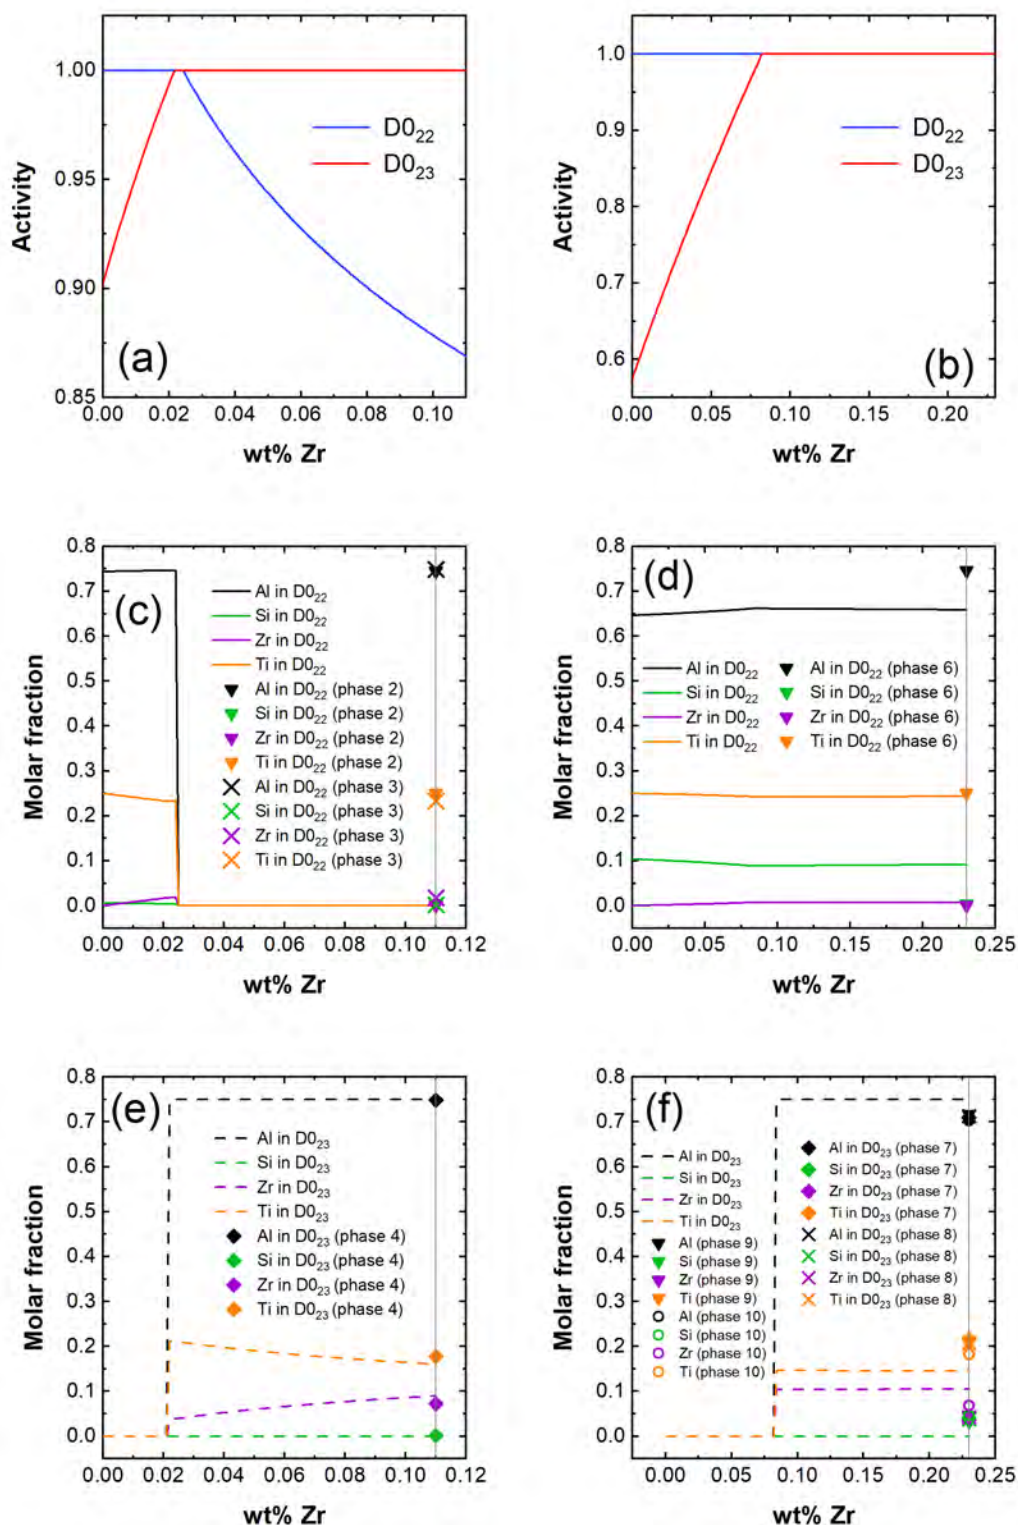 1.00
0.95
0.90
0.85
Activity
D0₂₂
D0₂₃
(a)
0.00 0.02 0.04 0.06 0.08 0.10
wt% Zr
1.0
0.9
0.8
0.7
0.6
Activity
D0₂₂
D0₂₃
(b)
0.00 0.05 0.10 0.15 0.20
wt% Zr
0.8
0.7
0.6
0.5
0.4
0.3
0.2
0.1
0.0
Molar fraction
(c)
Al in D0₂₂
Si in D0₂₂
Zr in D0₂₂
Ti in D0₂₂
Al in D0₂₂ (phase 2)
Si in D0₂₂ (phase 2)
Zr in D0₂₂ (phase 2)
Ti in D0₂₂ (phase 2)
Al in D0₂₂ (phase 3)
Si in D0₂₂ (phase 3)
Zr in D0₂₂ (phase 3)
Ti in D0₂₂ (phase 3)
0.00 0.02 0.04 0.06 0.08 0.10 0.12
wt% Zr
0.8
0.7
0.6
0.5
0.4
0.3
0.2
0.1
0.0
Molar fraction
(d)
Al in D0₂₂ Al in D0₂₂ (phase 6)
Si in D0₂₂ Si in D0₂₂ (phase 6)
Zr in D0₂₂ Zr in D0₂₂ (phase 6)
Ti in D0₂₂ Ti in D0₂₂ (phase 6)
0.00 0.05 0.10 0.15 0.20 0.25
wt% Zr
0.8
0.7
0.6
0.5
0.4
0.3
0.2
0.1
0.0
Molar fraction
(e)
Al in D0₂₃
Si in D0₂₃
Zr in D0₂₃
Ti in D0₂₃
Al in D0₂₃ (phase 4)
Si in D0₂₃ (phase 4)
Zr in D0₂₃ (phase 4)
Ti in D0₂₃ (phase 4)
0.00 0.02 0.04 0.06 0.08 0.10 0.12
wt% Zr
0.8
0.7
0.6
0.5
0.4
0.3
0.2
0.1
0.0
Molar fraction
(f)
Al in D0₂₃
Si in D0₂₃
Zr in D0₂₃
Ti in D0₂₃
Al (phase 9)
Si (phase 9)
Zr (phase 9)
Ti (phase 9)
Al (phase 10)
Si (phase 10)
Zr (phase 10)
Ti (phase 10)
Al in D0₂₃ (phase 7)
Si in D0₂₃ (phase 7)
Zr in D0₂₃ (phase 7)
Ti in D0₂₃ (phase 7)
Al in D0₂₃ (phase 8)
Si in D0₂₃ (phase 8)
Zr in D0₂₃ (phase 8)
Ti in D0₂₃ (phase 8)
0.00 0.05 0.10 0.15 0.20 0.25
wt% Zr